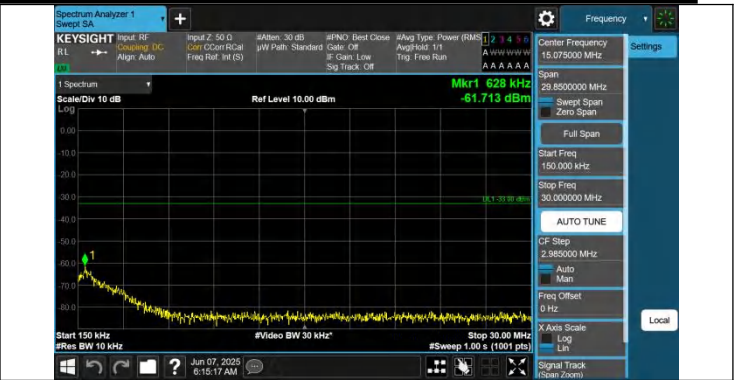 Spectrum Analyzer 1
Swept SA
Frequency
KEYSIGHT
RL
Input: RF
Coupling: DC
Align: Auto
Input Z: 50 Ω
Corr CCorr RCal
Freq Ref: Int (S)
#Atten: 30 dB
µW Path: Standard
#PNO: Best Close
Gate: Off
IF Gain: Low
Sig Track: Off
#Avg Type: Power (RMS
Avg|Hold: 1/1
Trig: Free Run
1 2 3 4 5 6
A W W W W W
A A A A A A
1 Spectrum
Scale/Div 10 dB
Ref Level 10.00 dBm
Mkr1 628 kHz
-61.713 dBm
Log
0.00
-10.0
-20.0
-30.0
-40.0
-50.0
-60.0
-70.0
-80.0
DL1 -33.00 dBm
1
Start 150 kHz
#Res BW 10 kHz
#Video BW 30 kHz*
Stop 30.00 MHz
#Sweep 1.00 s (1001 pts)
Jun 07, 2025
6:15:17 AM
Settings
Center Frequency
15.075000 MHz
Span
29.8500000 MHz
Swept Span
Zero Span
Full Span
Start Freq
150.000 kHz
Stop Freq
30.000000 MHz
AUTO TUNE
CF Step
2.985000 MHz
Auto
Man
Freq Offset
0 Hz
X Axis Scale
Log
Lin
Signal Track
(Span Zoom)
Local